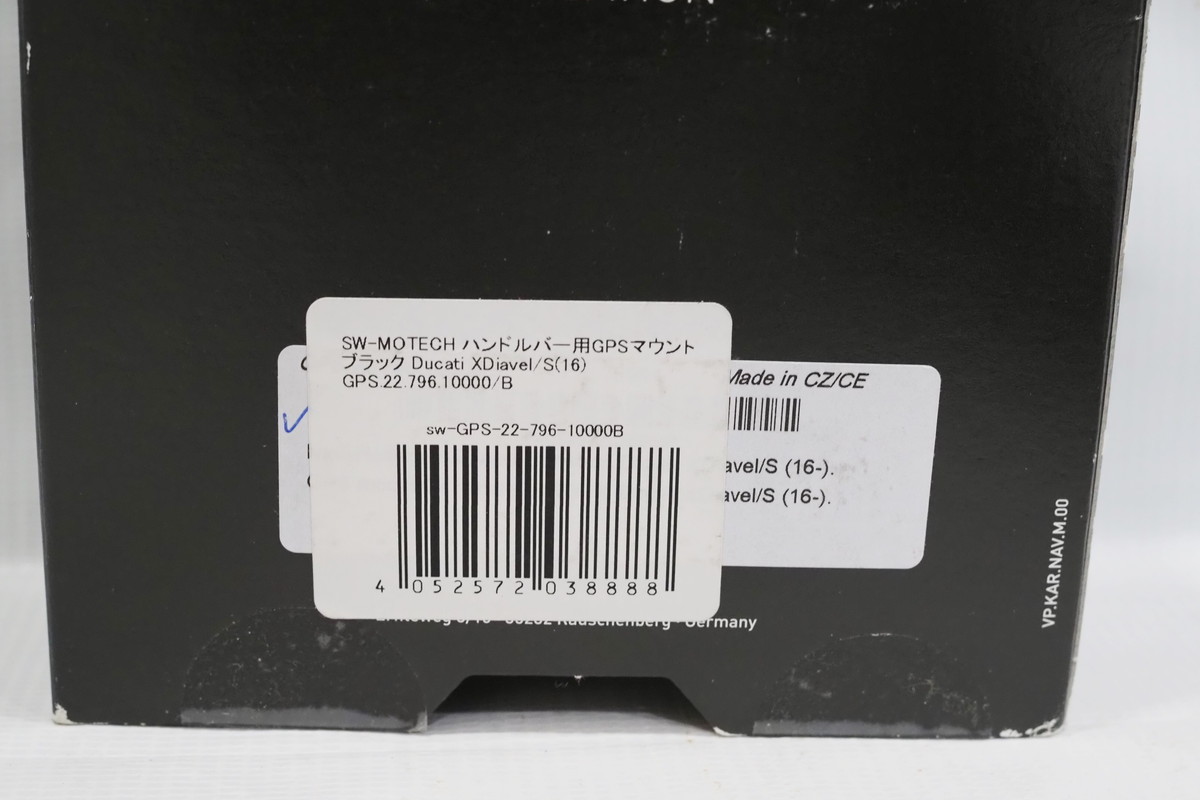 SW-MOTECH ハンドルバー用GPSマウント
ブラック Ducati XDiavel/S(16)
GPS.22.796.10000/B
sw-GPS-22-796-10000B
4 052572 038888
Made in CZ/CE
avel/S (16-).
avel/S (16-).
Rauschenberg · Germany
VP.KAR.NAV.M.00